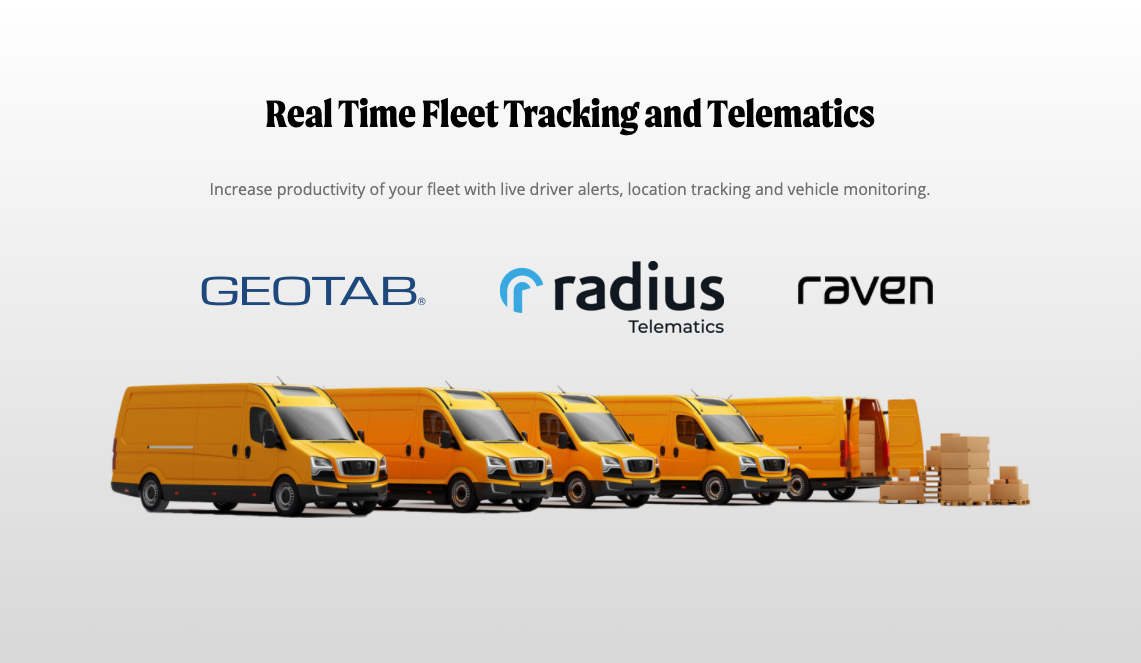 Real Time Fleet Tracking and Telematics
Increase productivity of your fleet with live driver alerts, location tracking and vehicle monitoring.
GEOTAB®
radius
Telematics
raven